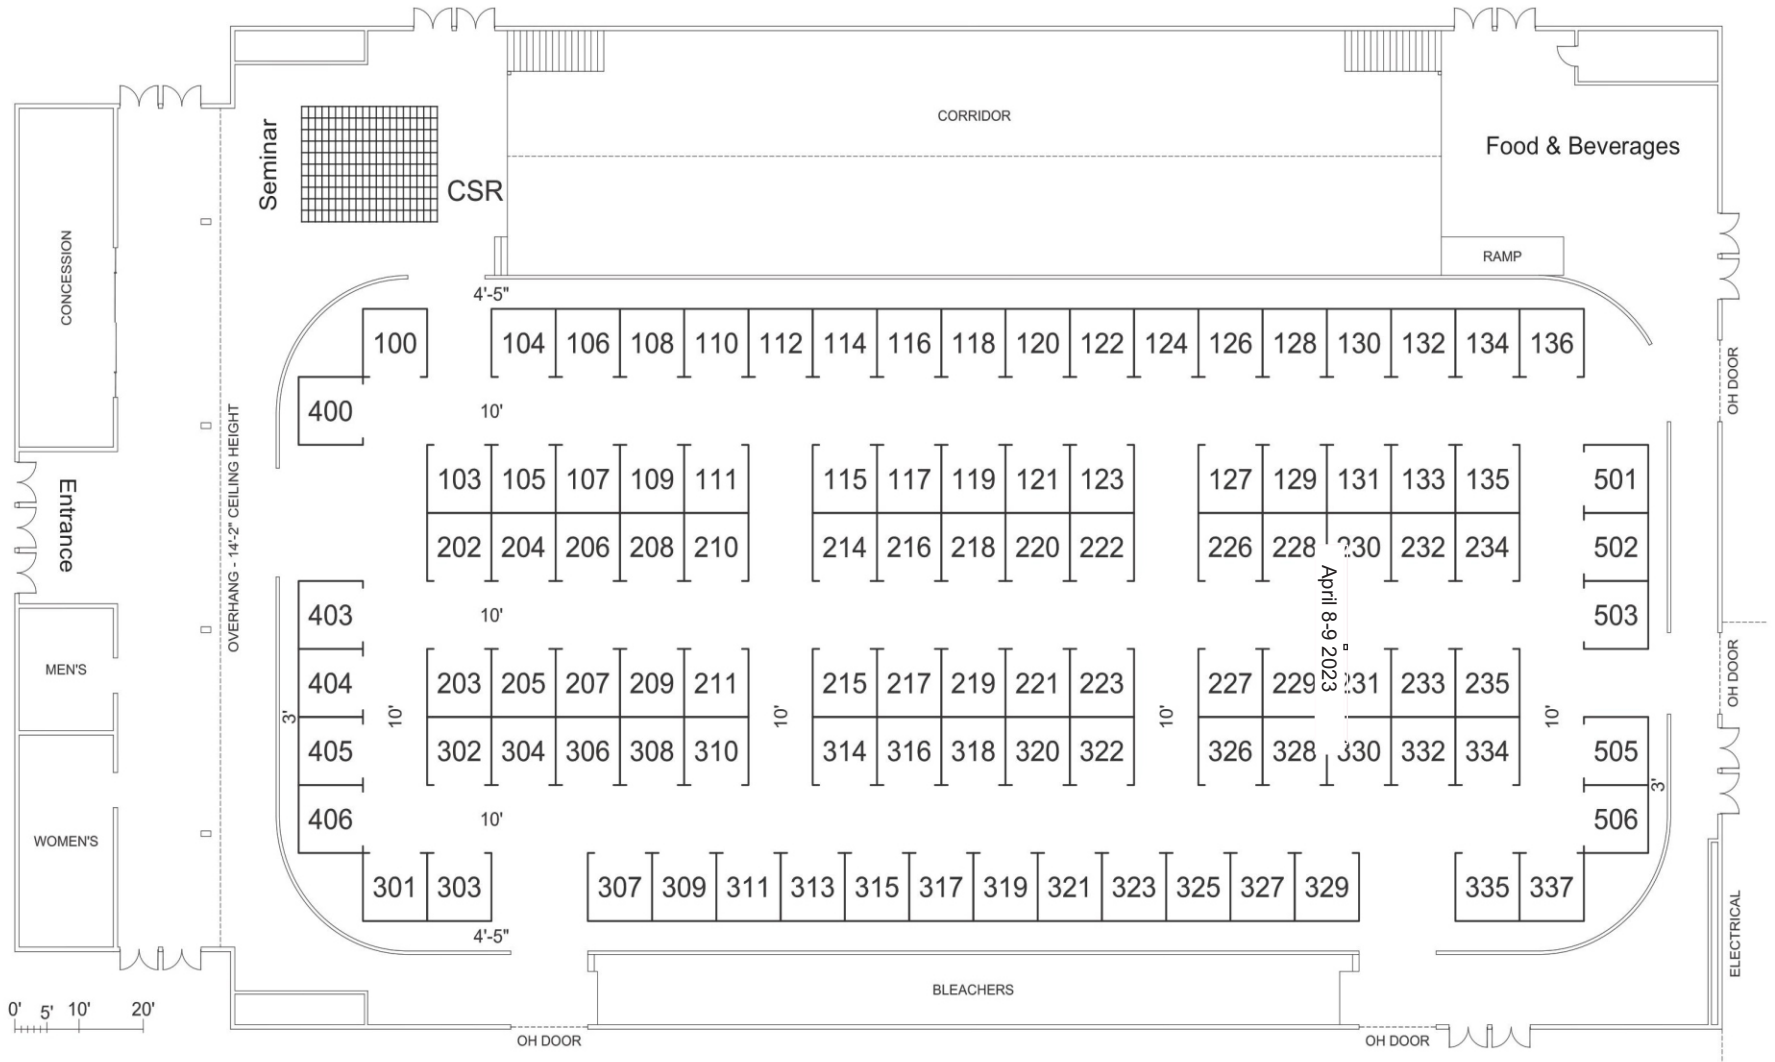 Seminar
CSR
CORRIDOR
Food & Beverages
CONCESSION
RAMP
4'-5"
100 104 106 108 110 112 114 116 118 120 122 124 126 128 130 132 134 136
OH DOOR
400 10'
OVERHANG - 14'-2" CEILING HEIGHT
Entrance
103 105 107 109 111 115 117 119 121 123 127 129 131 133 135 501
202 204 206 208 210 214 216 218 220 222 226 228 230 232 234 502
403 10' 503
April 8-9 2023
MEN'S
404 203 205 207 209 211 215 217 219 221 223 227 229 231 233 235
OH DOOR
3' 10' 10' 10' 10'
405 302 304 306 308 310 314 316 318 320 322 326 328 330 332 334 505
3'
WOMEN'S
406 10' 506
301 303 307 309 311 313 315 317 319 321 323 325 327 329 335 337
ELECTRICAL
4'-5"
BLEACHERS
0' 5' 10' 20'
OH DOOR OH DOOR